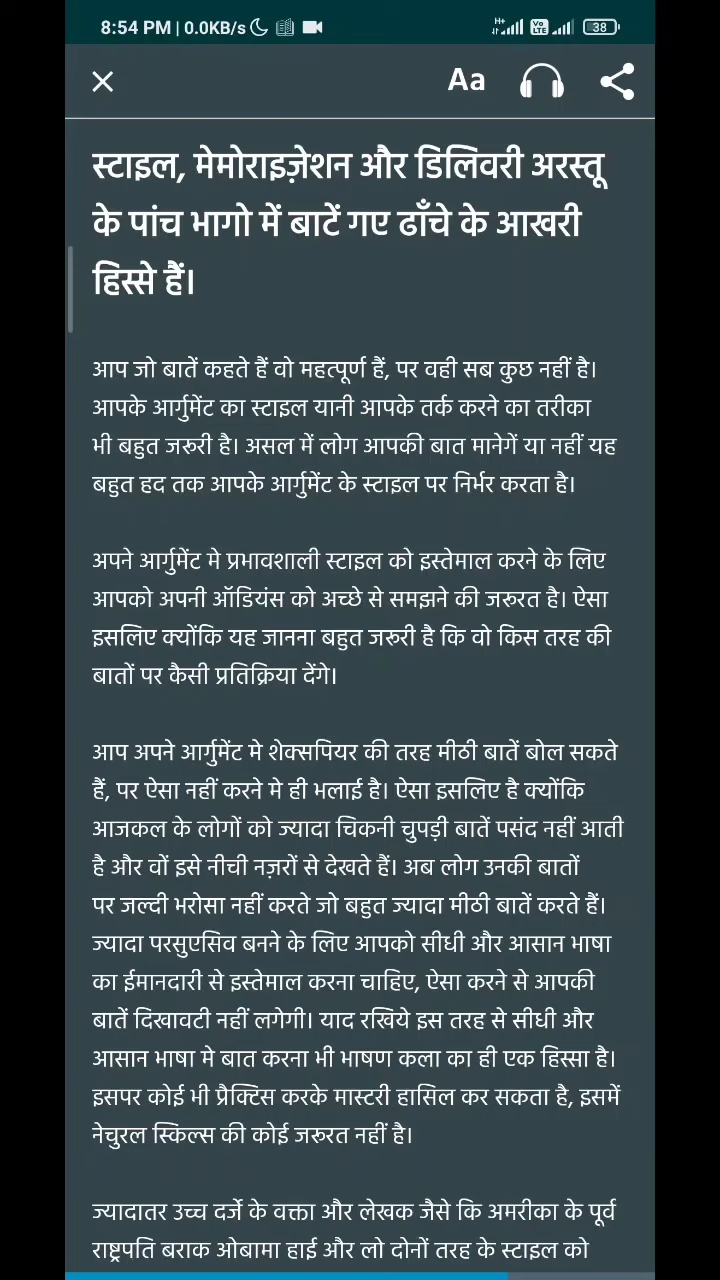 8:54 PM | 0.0KB/s
H+
Vo
LTE
38
Aa
स्टाइल, मेमोराइज़ेशन और डिलिवरी अरस्तू
के पांच भागो में बाटें गए ढाँचे के आखरी
हिस्से हैं।
आप जो बातें कहते हैं वो महत्पूर्ण हैं, पर वही सब कुछ नहीं है।
आपके आर्गुमेंट का स्टाइल यानी आपके तर्क करने का तरीका
भी बहुत जरूरी है। असल में लोग आपकी बात मानेगें या नहीं यह
बहुत हद तक आपके आर्गुमेंट के स्टाइल पर निर्भर करता है।
अपने आर्गुमेंट मे प्रभावशाली स्टाइल को इस्तेमाल करने के लिए
आपको अपनी ऑडियंस को अच्छे से समझने की जरूरत है। ऐसा
इसलिए क्योंकि यह जानना बहुत जरूरी है कि वो किस तरह की
बातों पर कैसी प्रतिक्रिया देंगे।
आप अपने आर्गुमेंट मे शेक्सपियर की तरह मीठी बातें बोल सकते
हैं, पर ऐसा नहीं करने मे ही भलाई है। ऐसा इसलिए है क्योंकि
आजकल के लोगों को ज्यादा चिकनी चुपड़ी बातें पसंद नहीं आती
है और वों इसे नीची नज़रों से देखते हैं। अब लोग उनकी बातों
पर जल्दी भरोसा नहीं करते जो बहुत ज्यादा मीठी बातें करते हैं।
ज्यादा परसुएसिव बनने के लिए आपको सीधी और आसान भाषा
का ईमानदारी से इस्तेमाल करना चाहिए, ऐसा करने से आपकी
बातें दिखावटी नहीं लगेगी। याद रखिये इस तरह से सीधी और
आसान भाषा मे बात करना भी भाषण कला का ही एक हिस्सा है।
इसपर कोई भी प्रैक्टिस करके मास्टरी हासिल कर सकता है, इसमें
नेचुरल स्किल्स की कोई जरूरत नहीं है।
ज्यादातर उच्च दर्जे के वक्ता और लेखक जैसे कि अमरीका के पूर्व
राष्ट्रपति बराक ओबामा हाई और लो दोनों तरह के स्टाइल को